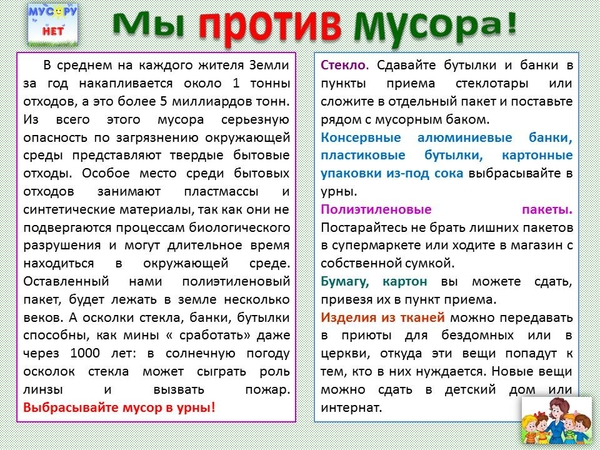 МУСОРУ
НЕТ
Мы против мусора!
В среднем на каждого жителя Земли
за год накапливается около 1 тонны
отходов, а это более 5 миллиардов тонн.
Из всего этого мусора серьезную
опасность по загрязнению окружающей
среды представляют твердые бытовые
отходы. Особое место среди бытовых
отходов занимают пластмассы и
синтетические материалы, так как они не
подвергаются процессам биологического
разрушения и могут длительное время
находиться в окружающей среде.
Оставленный нами полиэтиленовый
пакет, будет лежать в земле несколько
веков. А осколки стекла, банки, бутылки
способны, как мины « сработать» даже
через 1000 лет: в солнечную погоду
осколок стекла может сыграть роль
линзы и вызвать пожар.
Выбрасывайте мусор в урны!
Стекло. Сдавайте бутылки и банки в
пункты приема стеклотары или
сложите в отдельный пакет и поставьте
рядом с мусорным баком.
Консервные алюминиевые банки,
пластиковые бутылки, картонные
упаковки из-под сока выбрасывайте в
урны.
Полиэтиленовые пакеты.
Постарайтесь не брать лишних пакетов
в супермаркете или ходите в магазин с
собственной сумкой.
Бумагу, картон вы можете сдать,
привезя их в пункт приема.
Изделия из тканей можно передавать
в приюты для бездомных или в
церкви, откуда эти вещи попадут к
тем, кто в них нуждается. Новые вещи
можно сдать в детский дом или
интернат.